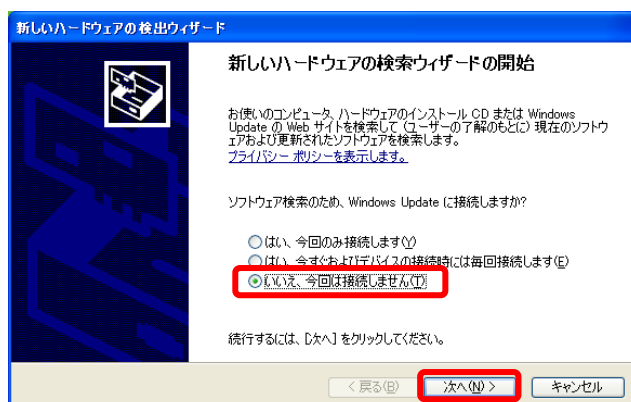 新しいハードウェアの検出ウィザード
新しいハードウェアの検索ウィザードの開始
お使いのコンピュータ、ハードウェアのインストール CD または Windows
Update の Web サイトを検索して (ユーザーの了解のもとに) 現在のソフトウ
ェアおよび更新されたソフトウェアを検索します。
プライバシー ポリシーを表示します。
ソフトウェア検索のため、Windows Update に接続しますか?
はい、今回のみ接続します(Y)
はい、今すぐおよびデバイスの接続時には毎回接続します(E)
いいえ、今回は接続しません(T)
続行するには、[次へ] をクリックしてください。
< 戻る(B) 次へ(N) > キャンセル